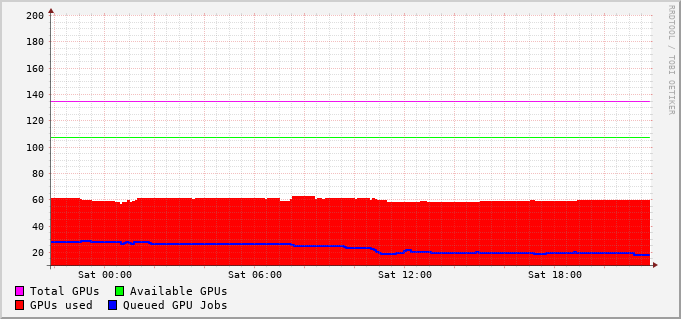 200
180
160
140
120
100
80
60
40
20
Sat 00:00 Sat 06:00 Sat 12:00 Sat 18:00
Total GPUs Available GPUs
GPUs used Queued GPU Jobs
RRDTOOL / TOBI OETIKER